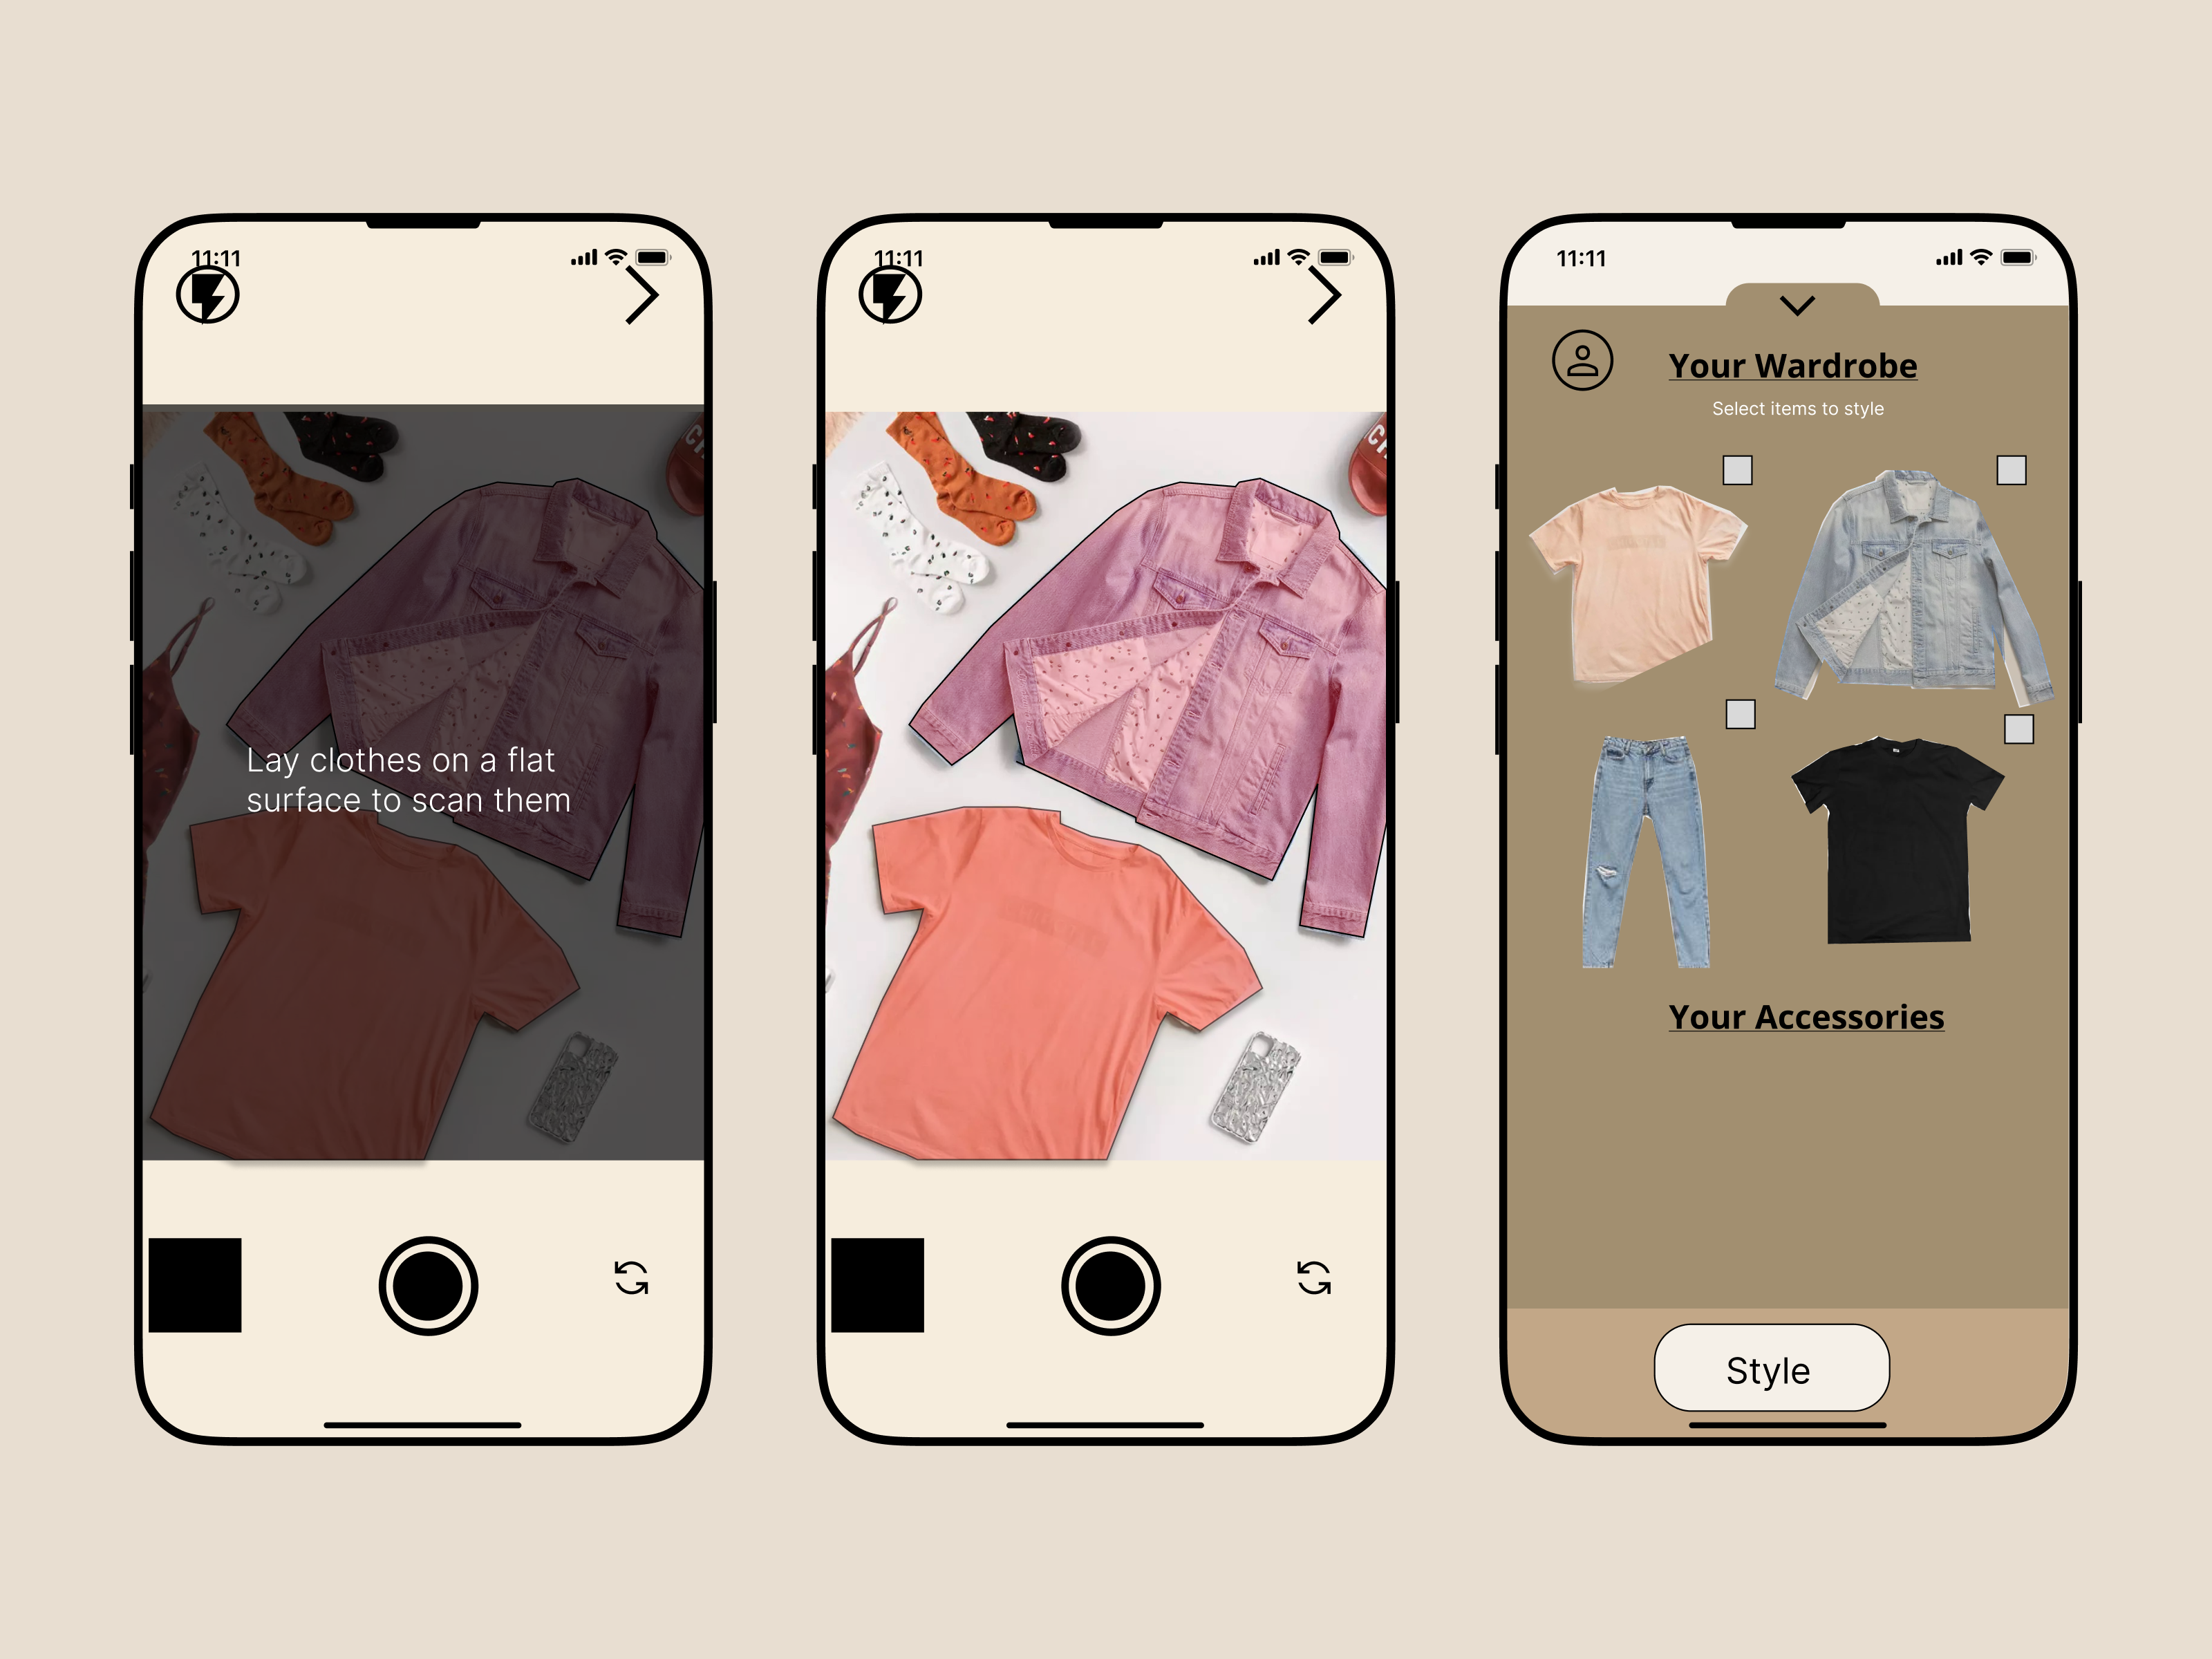 11:11
Lay clothes on a flat
surface to scan them
11:11
11:11
Your Wardrobe
Select items to style
Your Accessories
Style